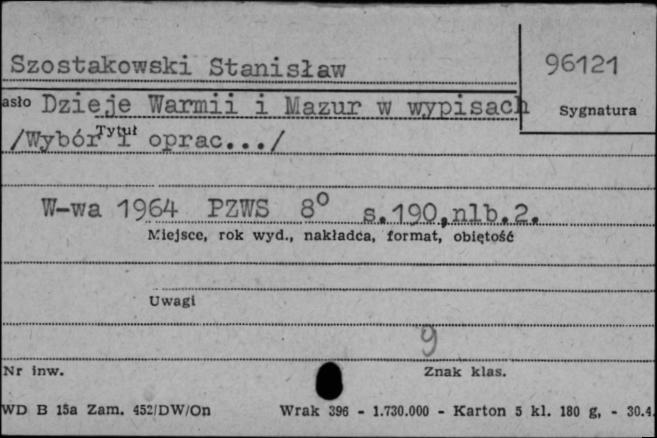 Szostakowski Stanisław
96121
asło Dzieje Warmii i Mazur w wypisach
Sygnatura
Tytuł
/Wybór i oprac.../
W-wa 1964 PZWS 8° s.190,nlb.2.
Miejsce, rok wyd., nakładca, format, obiętość
Uwagi
9
Nr inw.
Znak klas.
WD B 15a Zam. 452/DW/On
Wrak 396 - 1.730.000 - Karton 5 kl. 180 g, - 30.4.